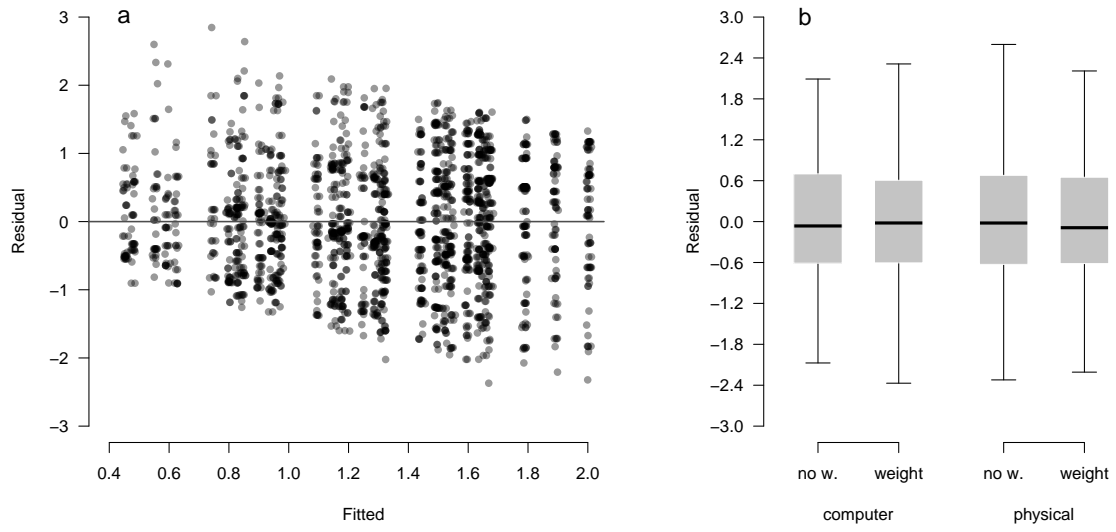 a
3
2
1
0
−1
−2
−3
Residual
0.4 0.6 0.8 1.0 1.2 1.4 1.6 1.8 2.0
Fitted
b
3.0
2.4
1.8
1.2
0.6
0.0
−0.6
−1.2
−1.8
−2.4
−3.0
Residual
no w. weight no w. weight
computer physical